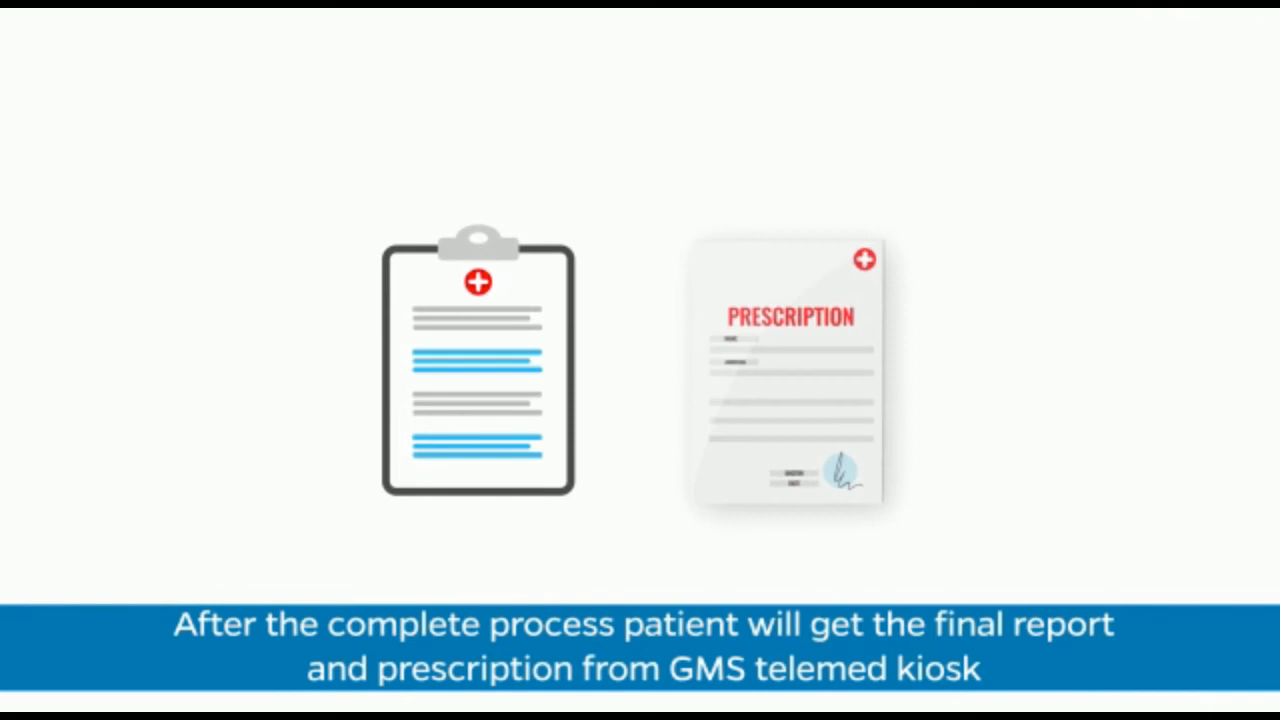 PRESCRIPTION
After the complete process patient will get the final report
and prescription from GMS telemed kiosk